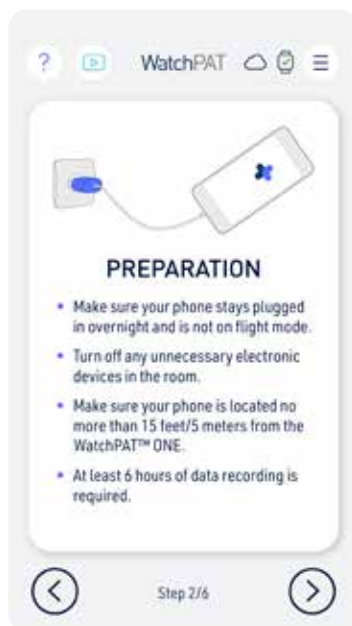 ?
WatchPAT
PREPARATION
• Make sure your phone stays plugged
in overnight and is not on flight mode.
• Turn off any unnecessary electronic
devices in the room.
• Make sure your phone is located no
more than 15 feet/5 meters from the
WatchPAT™ ONE.
• At least 6 hours of data recording is
required.
Step 2/6